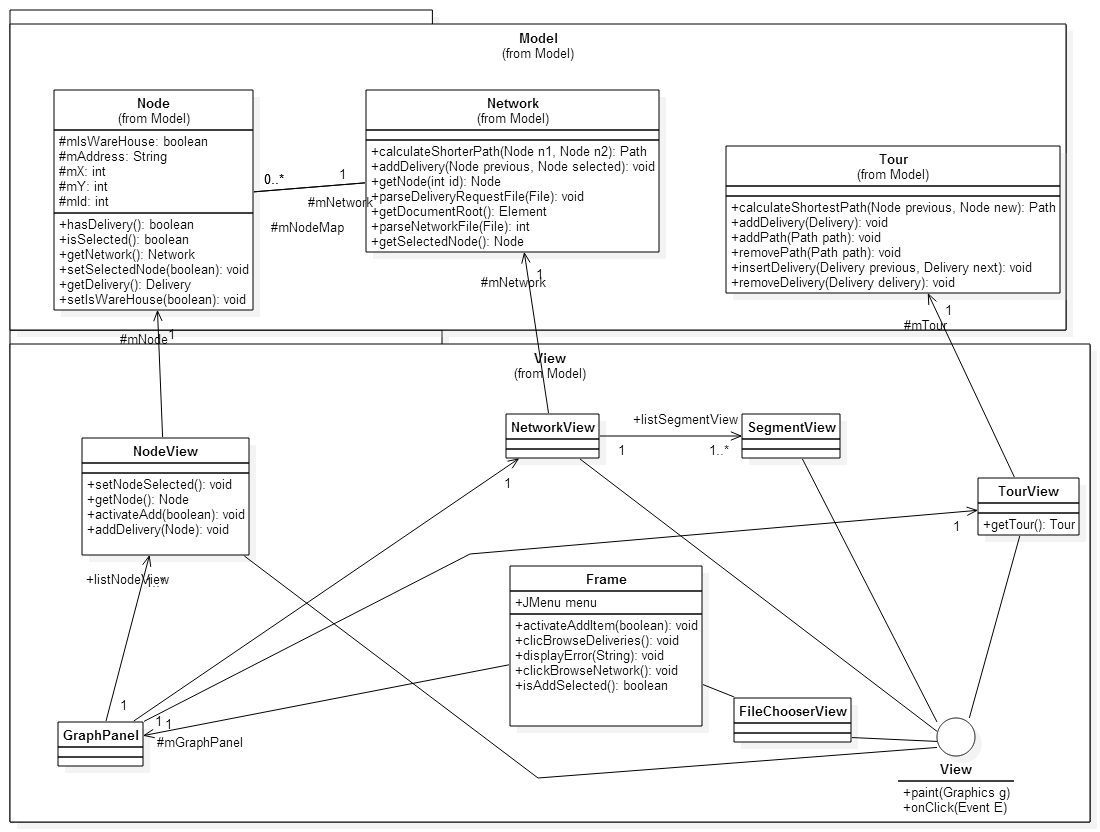 Model
(from Model)
Node
(from Model)
#mIsWareHouse: boolean
#mAddress: String
#mX: int
#mY: int
#mId: int
+hasDelivery(): boolean
+isSelected(): boolean
+getNetwork(): Network
+setSelectedNode(boolean): void
+getDelivery(): Delivery
+setIsWareHouse(boolean): void
0..*
1
#mNetwork
#mNodeMap
Network
(from Model)
+calculateShorterPath(Node n1, Node n2): Path
+addDelivery(Node previous, Node selected): void
+getNode(int id): Node
+parseDeliveryRequestFile(File): void
+getDocumentRoot(): Element
+parseNetworkFile(File): int
+getSelectedNode(): Node
Tour
(from Model)
+calculateShortestPath(Node previous, Node new): Path
+addDelivery(Delivery): void
+addPath(Path path): void
+removePath(Path path): void
+insertDelivery(Delivery previous, Delivery next): void
+removeDelivery(Delivery delivery): void
1
#mNetwork
1
#mTour
#mNode
1
View
(from Model)
NodeView
+setNodeSelected(): void
+getNode(): Node
+activateAdd(boolean): void
+addDelivery(Node): void
NetworkView
+listSegmentView
1
1..*
SegmentView
1
TourView
+getTour(): Tour
1
+listNodeView
1..*
Frame
+JMenu menu
+activateAddItem(boolean): void
+clicBrowseDeliveries(): void
+displayError(String): void
+clickBrowseNetwork(): void
+isAddSelected(): boolean
1
1
1
#mGraphPanel
GraphPanel
FileChooserView
View
+paint(Graphics g)
+onClick(Event E)